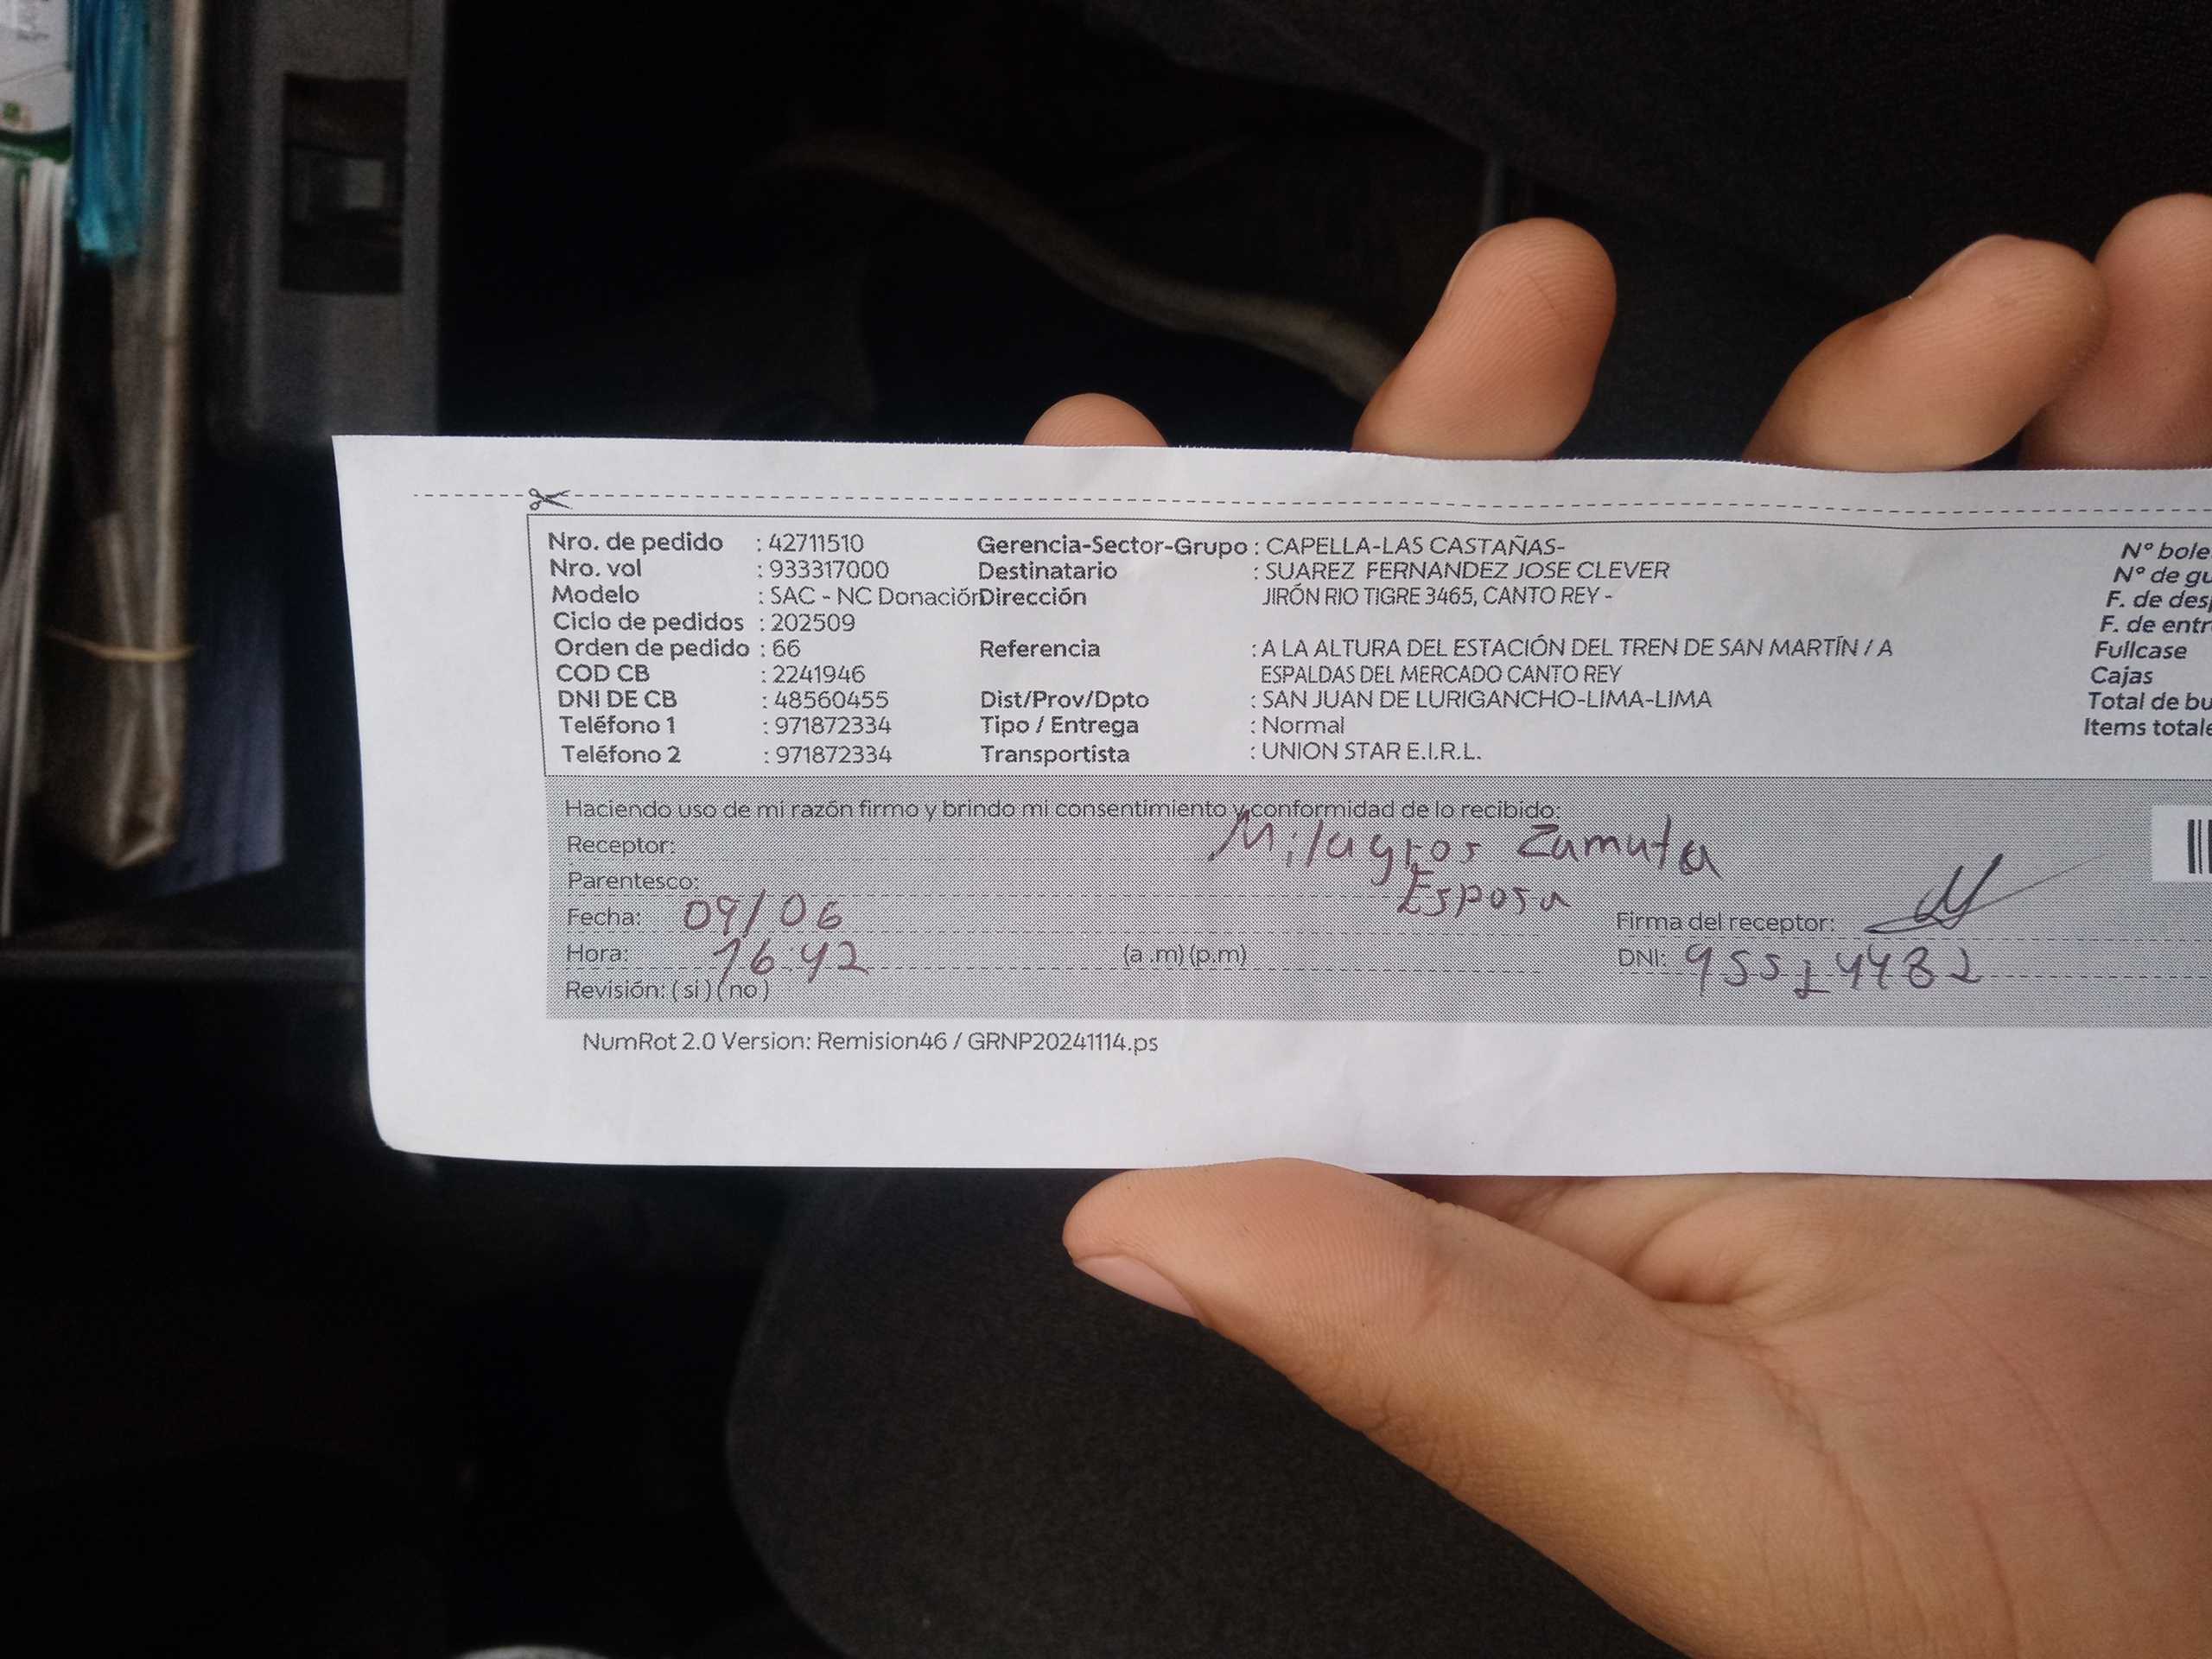 Nro. de pedido : 42711510 Gerencia-Sector-Grupo : CAPELLA-LAS CASTAÑAS- N° bole
Nro. vol : 933317000 Destinatario : SUAREZ FERNANDEZ JOSE CLEVER N° de gu
Modelo : SAC - NC Donación Dirección JIRÓN RIO TIGRE 3465, CANTO REY - F. de desp
Ciclo de pedidos : 202509 F. de entr
Orden de pedido : 66 Referencia : A LA ALTURA DEL ESTACIÓN DEL TREN DE SAN MARTÍN / A Fullcase
COD CB : 2241946 ESPALDAS DEL MERCADO CANTO REY Cajas
DNI DE CB : 48560455 Dist/Prov/Dpto : SAN JUAN DE LURIGANCHO-LIMA-LIMA Total de bu
Teléfono 1 : 971872334 Tipo / Entrega : Normal Items totale
Teléfono 2 : 971872334 Transportista : UNION STAR E.I.R.L.
Haciendo uso de mi razón firmo y brindo mi consentimiento y conformidad de lo recibido:
Receptor: Milagros Zamuta
Parentesco: Esposa
Fecha: 09/06 Firma del receptor:
Hora: 16:42 (a .m) (p.m) DNI: 95514482
Revisión: ( si ) ( no )
NumRot 2.0 Version: Remision46 / GRNP20241114.ps